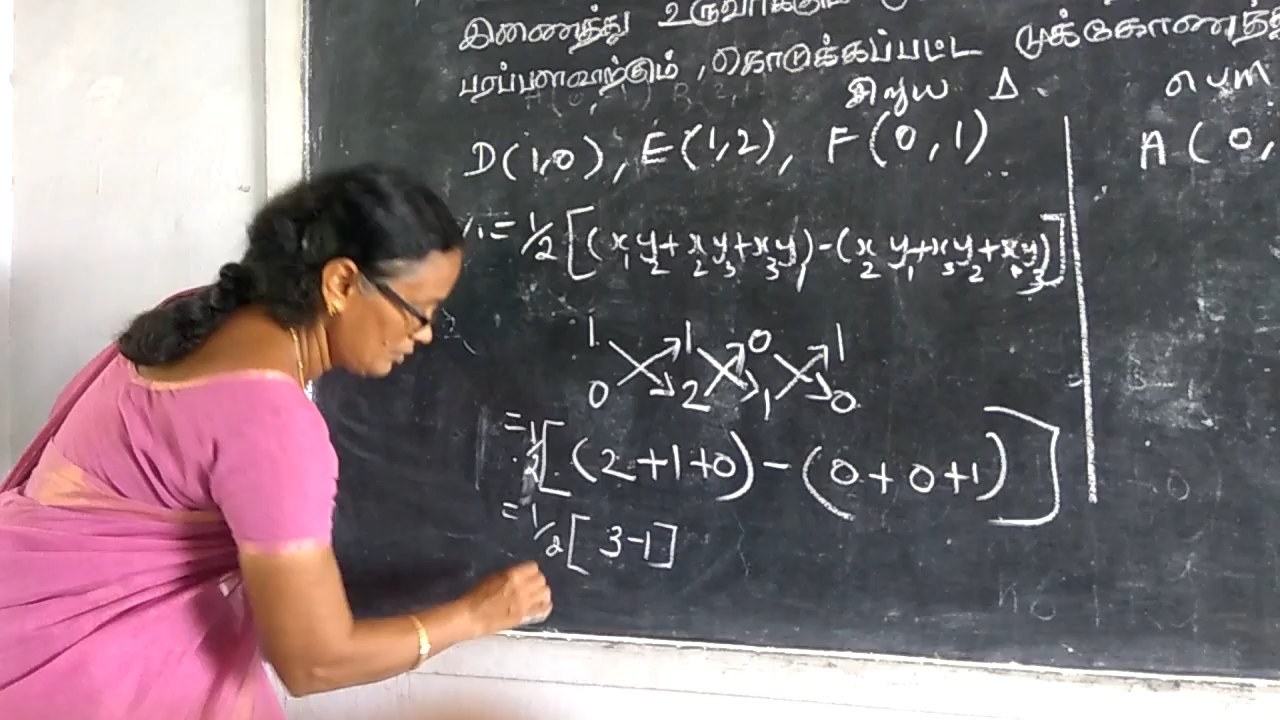 இணைத்து உருவாக்கும்
பரப்பளவாற்கும், கொடுக்கப்பட்ட முக்கோணத்த
சிறுய Δ.
D(1,0), E(1,2), F(0,1)
A(0,
= 1/2 [(x₁y₂+x₂y₃+x₃y₁)-(x₂y₁+x₃y₂+x₁y₃)]
1 1 0 1
0 2 1 0
= 1/2 [(2+1+0)-(0+0+1)]
= 1/2 [3-1]